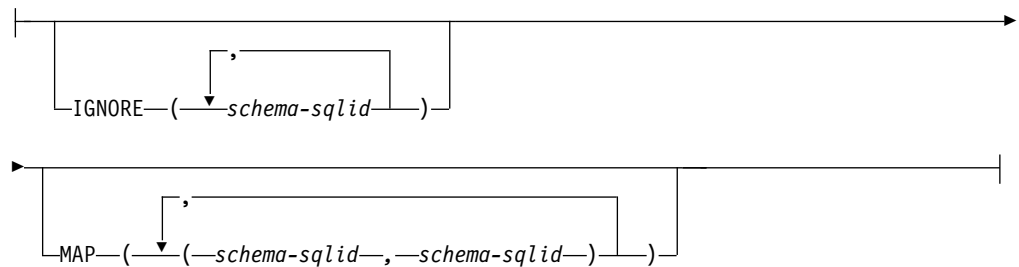 ,
IGNORE ( schema-sqlid )
,
MAP ( ( schema-sqlid , schema-sqlid ) )